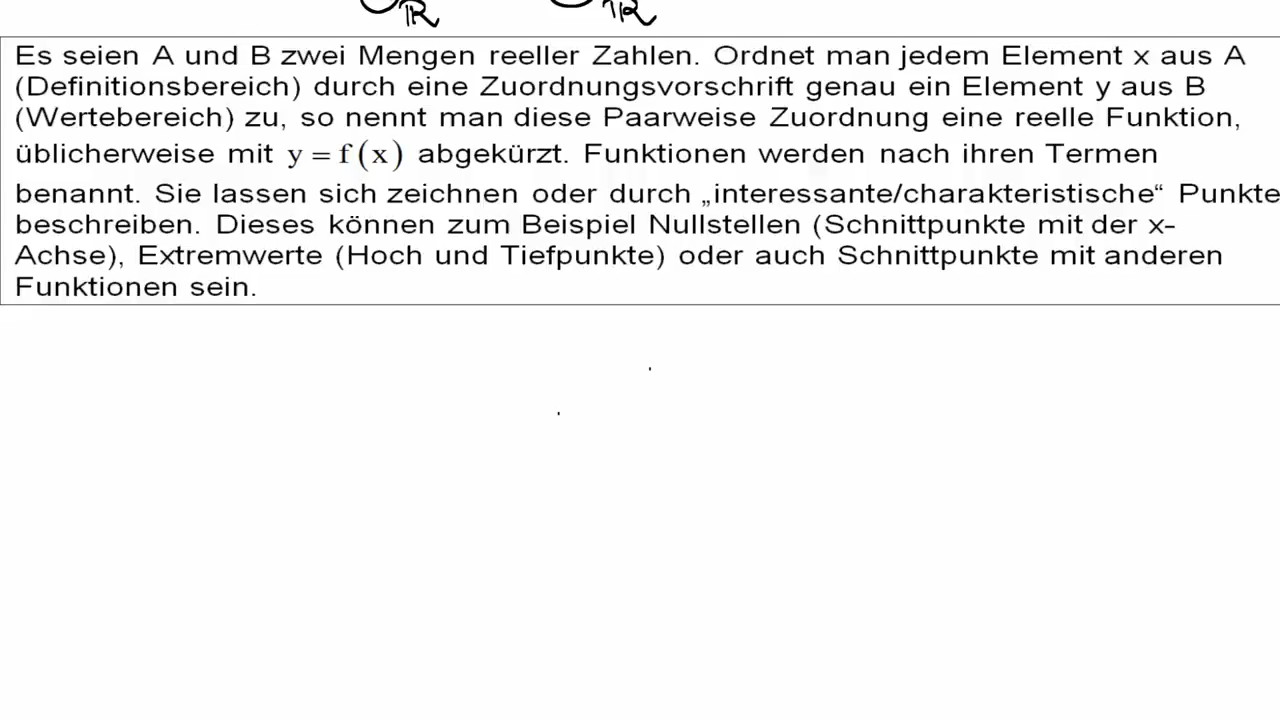 ℝ ℝ
Es seien A und B zwei Mengen reeller Zahlen. Ordnet man jedem Element x aus A
(Definitionsbereich) durch eine Zuordnungsvorschrift genau ein Element y aus B
(Wertebereich) zu, so nennt man diese Paarweise Zuordnung eine reelle Funktion,
üblicherweise mit y = f(x) abgekürzt. Funktionen werden nach ihren Termen
benannt. Sie lassen sich zeichnen oder durch „interessante/charakteristische“ Punkte
beschreiben. Dieses können zum Beispiel Nullstellen (Schnittpunkte mit der x-
Achse), Extremwerte (Hoch und Tiefpunkte) oder auch Schnittpunkte mit anderen
Funktionen sein.